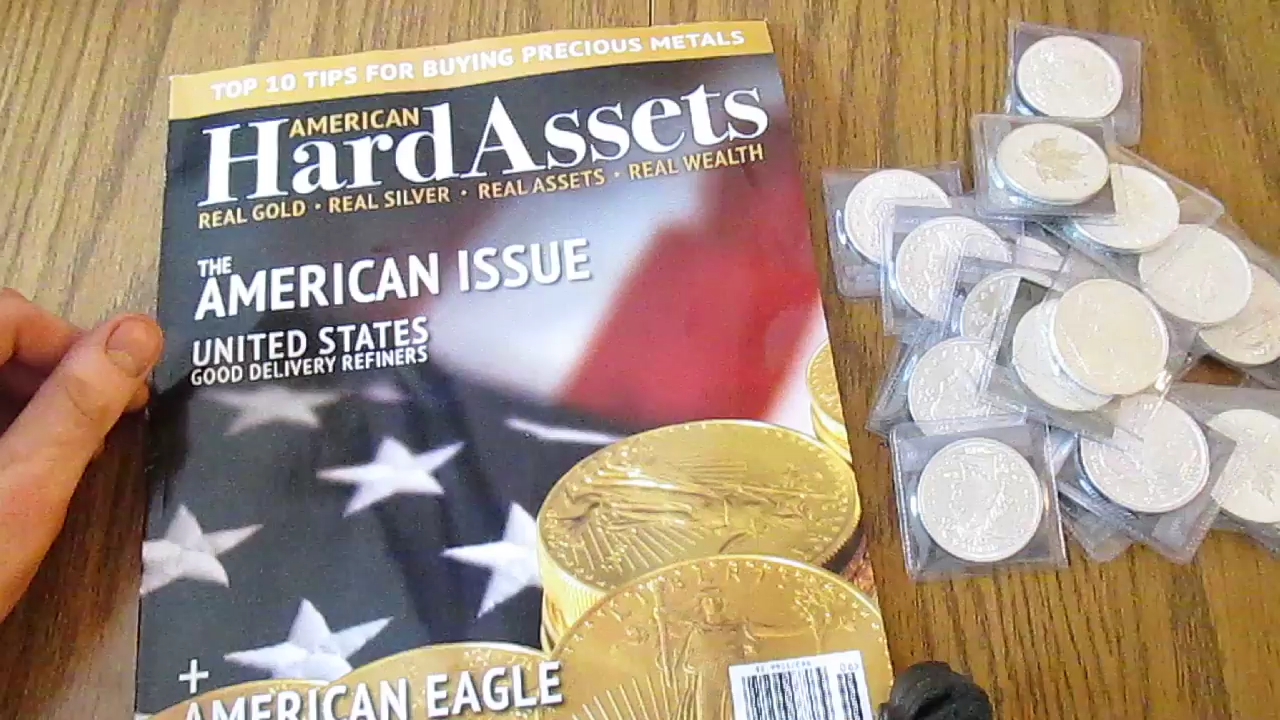 TOP 10 TIPS FOR BUYING PRECIOUS METALS
AMERICAN
HardAssets
REAL GOLD · REAL SILVER · REAL ASSETS · REAL WEALTH
THE
AMERICAN ISSUE
UNITED STATES
GOOD DELIVERY REFINERS
+
AMERICAN EAGLE